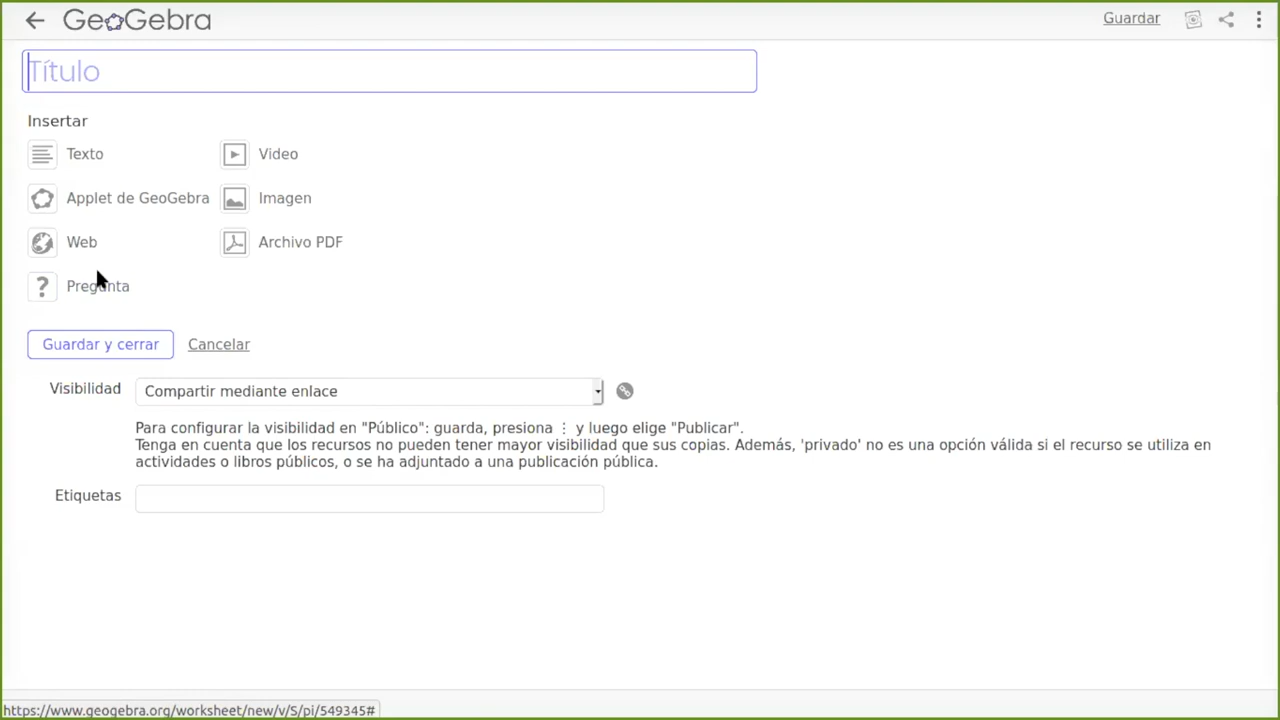 GeoGebra
Guardar
Título
Insertar
Texto
Video
Applet de GeoGebra
Imagen
Web
Archivo PDF
Pregunta
Guardar y cerrar
Cancelar
Visibilidad
Compartir mediante enlace
Para configurar la visibilidad en "Público": guarda, presiona ⋮ y luego elige "Publicar".
Tenga en cuenta que los recursos no pueden tener mayor visibilidad que sus copias. Además, 'privado' no es una opción válida si el recurso se utiliza en
actividades o libros públicos, o se ha adjuntado a una publicación pública.
Etiquetas
https://www.geogebra.org/worksheet/new/v/S/pi/549345#